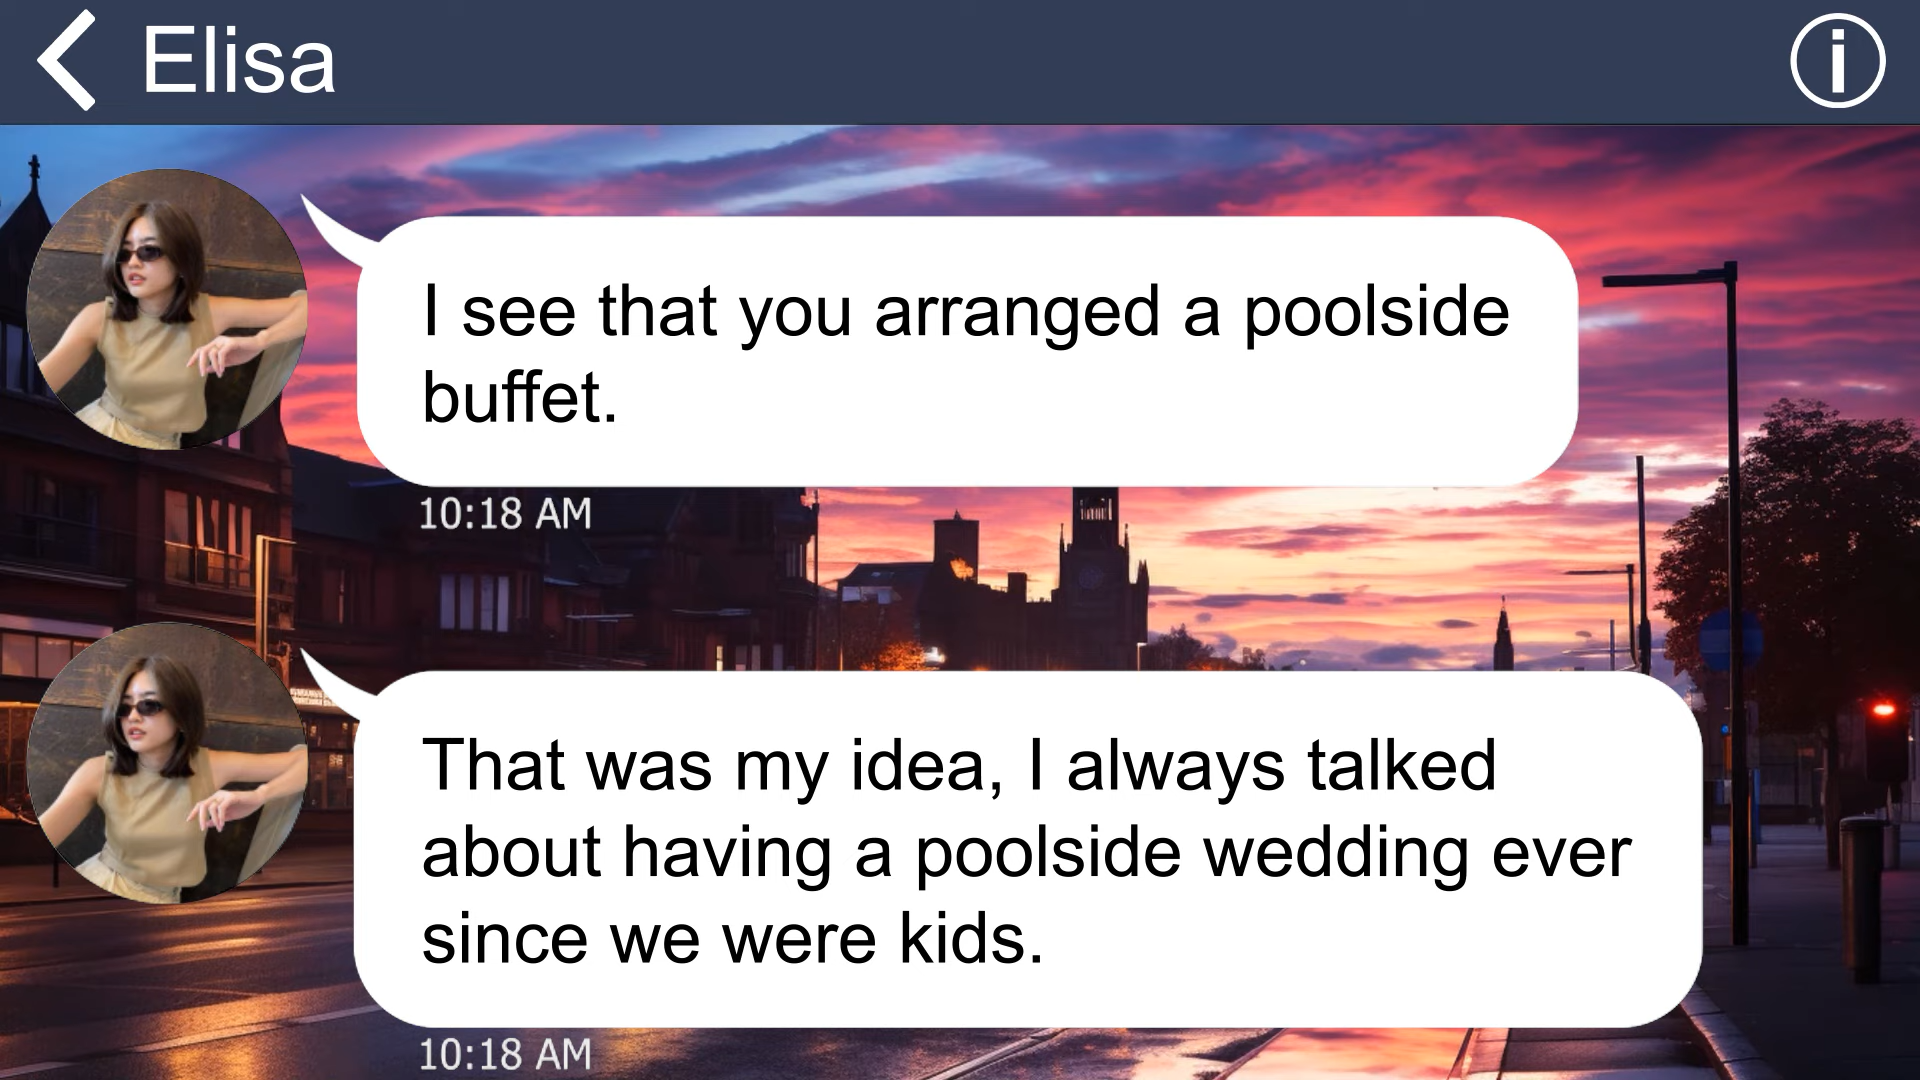 Elisa
I see that you arranged a poolside
buffet.
10:18 AM
That was my idea, I always talked
about having a poolside wedding ever
since we were kids.
10:18 AM